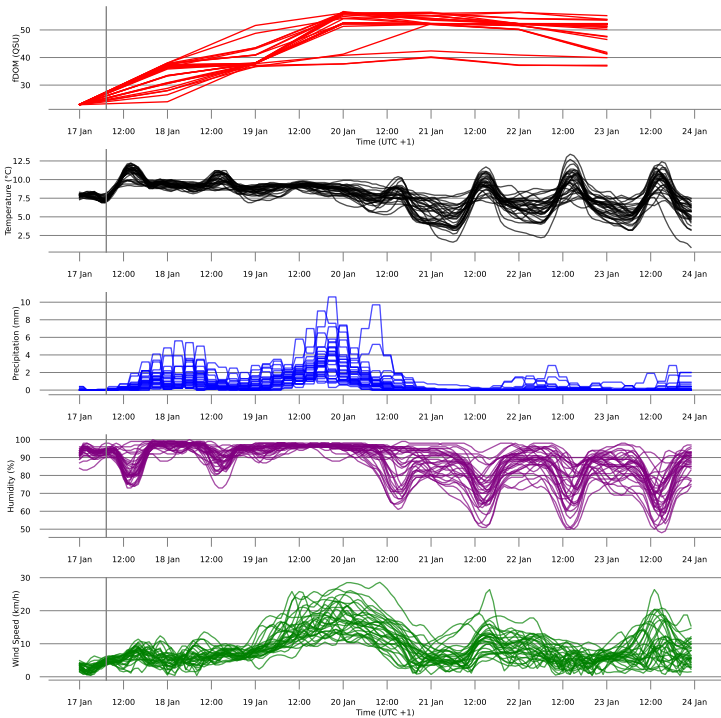 fDOM (QSU)
50
30
17 Jan 12:00 18 Jan 12:00 19 Jan 12:00 20 Jan 12:00 21 Jan 12:00 22 Jan 12:00 23 Jan 12:00 24 Jan
Time (UTC +1)
Temperature (°C)
12.5
10.0
7.5
5.0
2.5
17 Jan 12:00 18 Jan 12:00 19 Jan 12:00 20 Jan 12:00 21 Jan 12:00 22 Jan 12:00 23 Jan 12:00 24 Jan
Precipitation (mm)
10
8
6
4
2
0
17 Jan 12:00 18 Jan 12:00 19 Jan 12:00 20 Jan 12:00 21 Jan 12:00 22 Jan 12:00 23 Jan 12:00 24 Jan
Humidity (%)
100
90
80
70
60
50
17 Jan 12:00 18 Jan 12:00 19 Jan 12:00 20 Jan 12:00 21 Jan 12:00 22 Jan 12:00 23 Jan 12:00 24 Jan
Wind Speed (km/h)
30
20
10
0
17 Jan 12:00 18 Jan 12:00 19 Jan 12:00 20 Jan 12:00 21 Jan 12:00 22 Jan 12:00 23 Jan 12:00 24 Jan
Time (UTC +1)